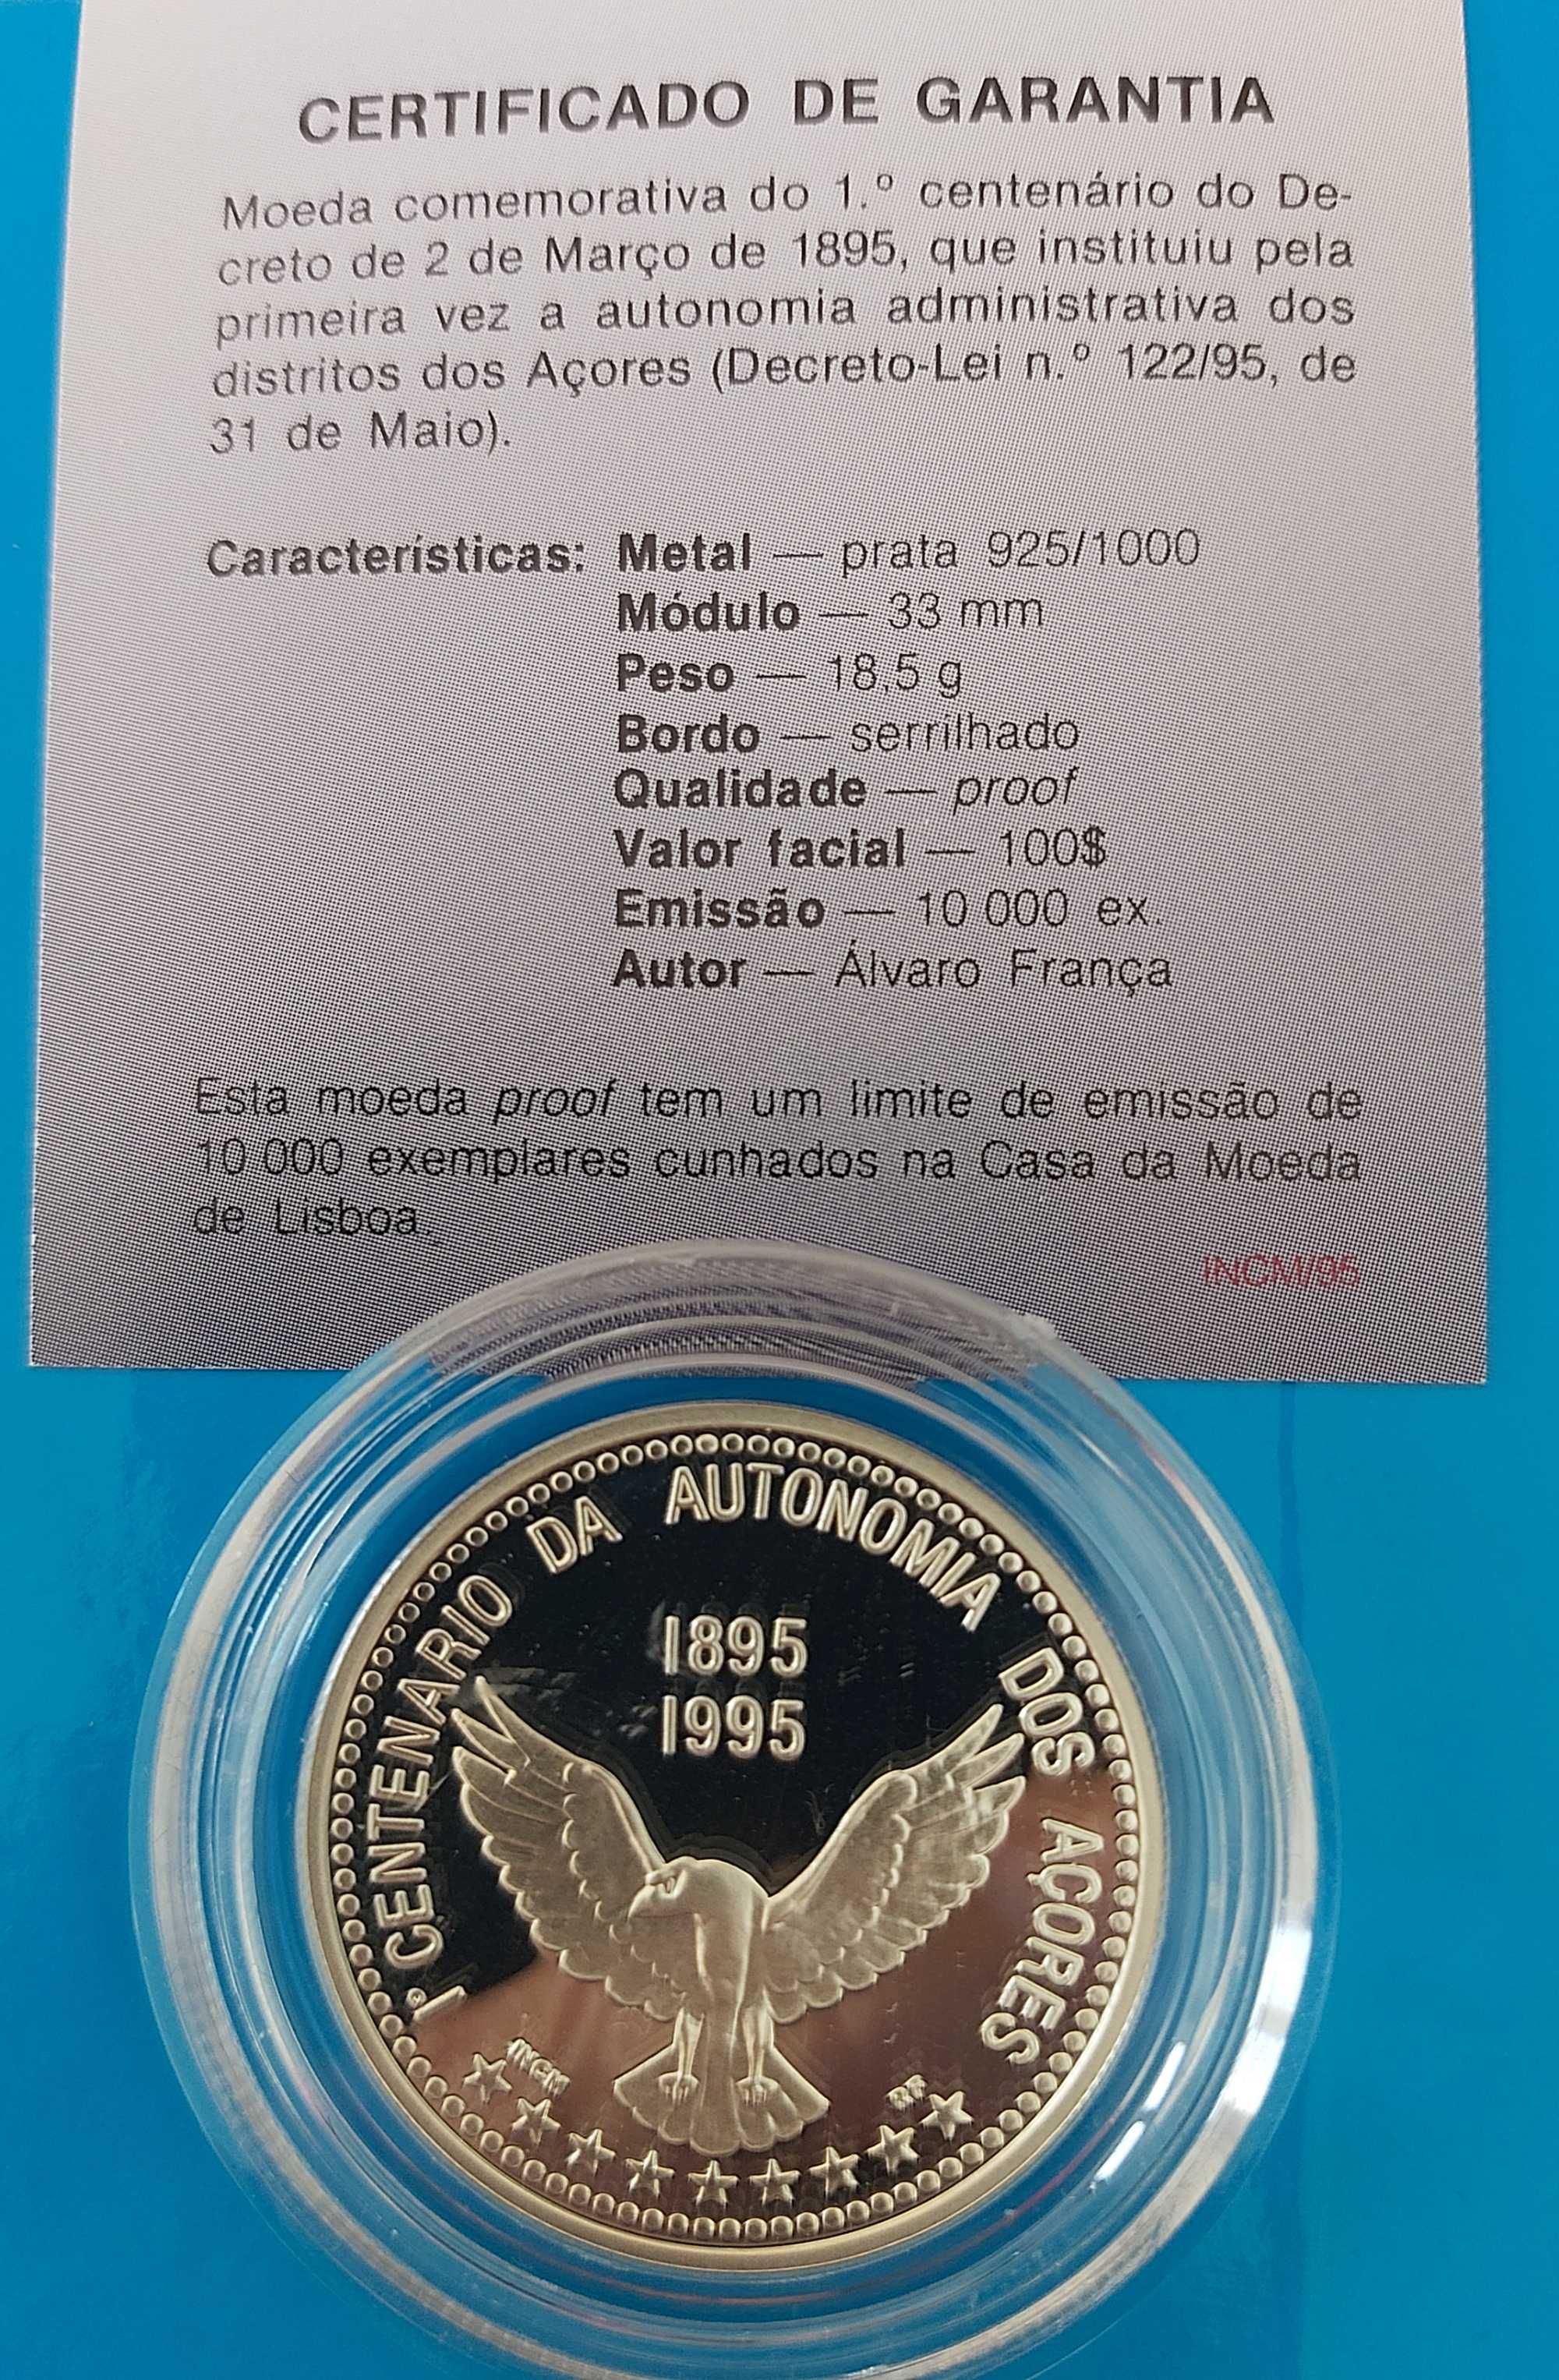 CERTIFICADO DE GARANTIA
Moeda comemorativa do 1.º centenário do De-
creto de 2 de Março de 1895, que instituiu pela
primeira vez a autonomia administrativa dos
distritos dos Açores (Decreto-Lei n.º 122/95, de
31 de Maio).
Características: Metal — prata 925/1000
Módulo — 33 mm
Peso — 18,5 g
Bordo — serrilhado
Qualidade — proof
Valor facial — 100$
Emissão — 10 000 ex.
Autor — Álvaro França
Esta moeda proof tem um limite de emissão de
10 000 exemplares cunhados na Casa da Moeda
de Lisboa.
INCM/95
1º CENTENARIO DA AUTONOMIA DOS AÇORES
1895
1995
INCM